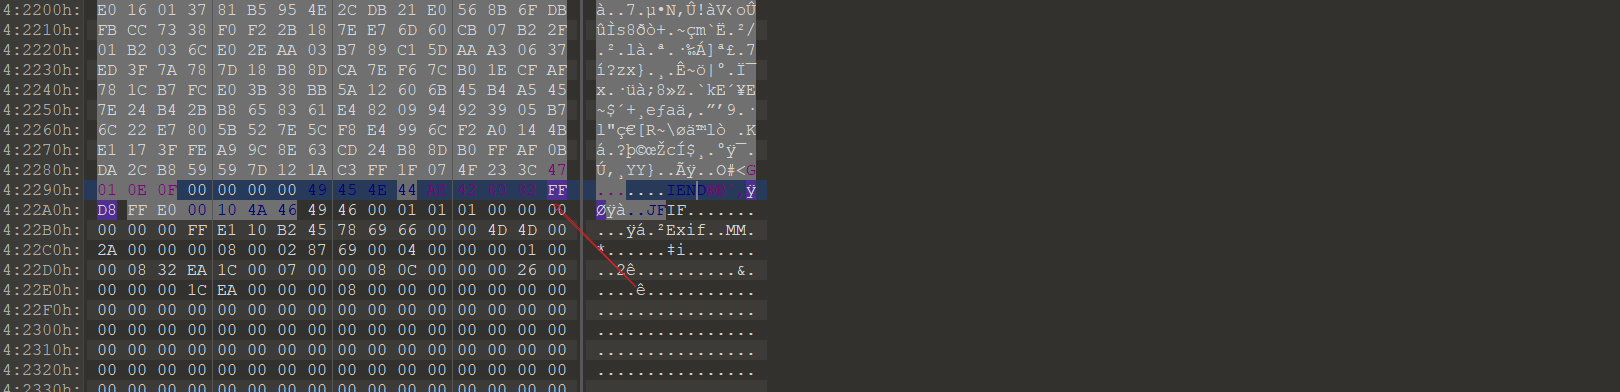 4:2200h: E0 16 01 37 81 B5 95 4E 2C DB 21 E0 56 8B 6F DB à..7.µ•N,Û!àV‹oÛ
4:2210h: FB CC 73 38 F0 F2 2B 18 7E E7 6D 60 CB 07 B2 2F ûÌs8ðò+.~çm`Ë.²/
4:2220h: 01 B2 03 6C E0 2E AA 03 B7 89 C1 5D AA A3 06 37 .².là.ª.·‰Á]ª£.7
4:2230h: ED 3F 7A 78 7D 18 B8 8D CA 7E F6 7C B0 1E CF AF í?zx}.¸.Ê~ö|°.Ï¯
4:2240h: 78 1C B7 FC E0 3B 38 BB 5A 12 60 6B 45 B4 A5 45 x.·üà;8»Z.`kE´¥E
4:2250h: 7E 24 B4 2B B8 65 83 61 E4 82 09 94 92 39 05 B7 ~$´+¸eƒaä‚.”’9.·
4:2260h: 6C 22 E7 80 5B 52 7E 5C F8 E4 99 6C F2 A0 14 4B l"ç€[R~\øä™lò .K
4:2270h: E1 17 3F FE A9 9C 8E 63 CD 24 B8 8D B0 FF AF 0B á.?þ©œŽcÍ$¸.°ÿ¯.
4:2280h: DA 2C B8 59 59 7D 12 1A C3 FF 1F 07 4F 23 3C 47 Ú,¸YY}..Ãÿ..O#<G
4:2290h: 01 0E 0F 00 00 00 00 49 45 4E 44 FF ........IEND ÿ
4:22A0h: D8 FF E0 00 10 4A 46 49 46 00 01 01 01 00 00 00 Øÿà..JFIF.......
4:22B0h: 00 00 00 FF E1 10 B2 45 78 69 66 00 00 4D 4D 00 ...ÿá.²Exif..MM.
4:22C0h: 2A 00 00 00 08 00 02 87 69 00 04 00 00 00 01 00 *......‡i.......
4:22D0h: 00 08 32 EA 1C 00 07 00 00 08 0C 00 00 00 26 00 ..2ê..........&.
4:22E0h: 00 00 00 1C EA 00 00 00 08 00 00 00 00 00 00 00 ....ê...........
4:22F0h: 00 00 00 00 00 00 00 00 00 00 00 00 00 00 00 00 ................
4:2300h: 00 00 00 00 00 00 00 00 00 00 00 00 00 00 00 00 ................
4:2310h: 00 00 00 00 00 00 00 00 00 00 00 00 00 00 00 00 ................
4:2320h: 00 00 00 00 00 00 00 00 00 00 00 00 00 00 00 00 ................
4:2330h: 00 00 00 00 00 00 00 00 00 00 00 00 00 00 00 00